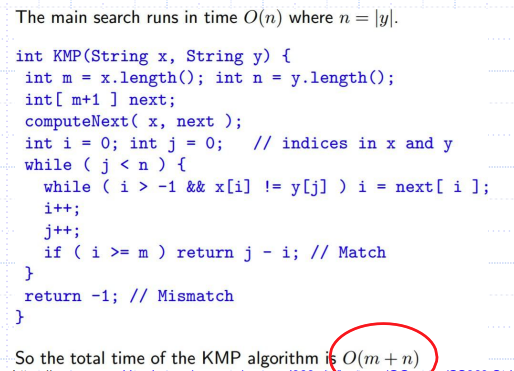 The main search runs in time O(n) where n = |y|.
int KMP(String x, String y) {
int m = x.length(); int n = y.length();
int[ m+1 ] next;
computeNext( x, next );
int i = 0; int j = 0; // indices in x and y
while ( j < n ) {
while ( i > -1 && x[i] != y[j] ) i = next[ i ];
i++;
j++;
if ( i >= m ) return j - i; // Match
}
return -1; // Mismatch
}
So the total time of the KMP algorithm is O(m + n)